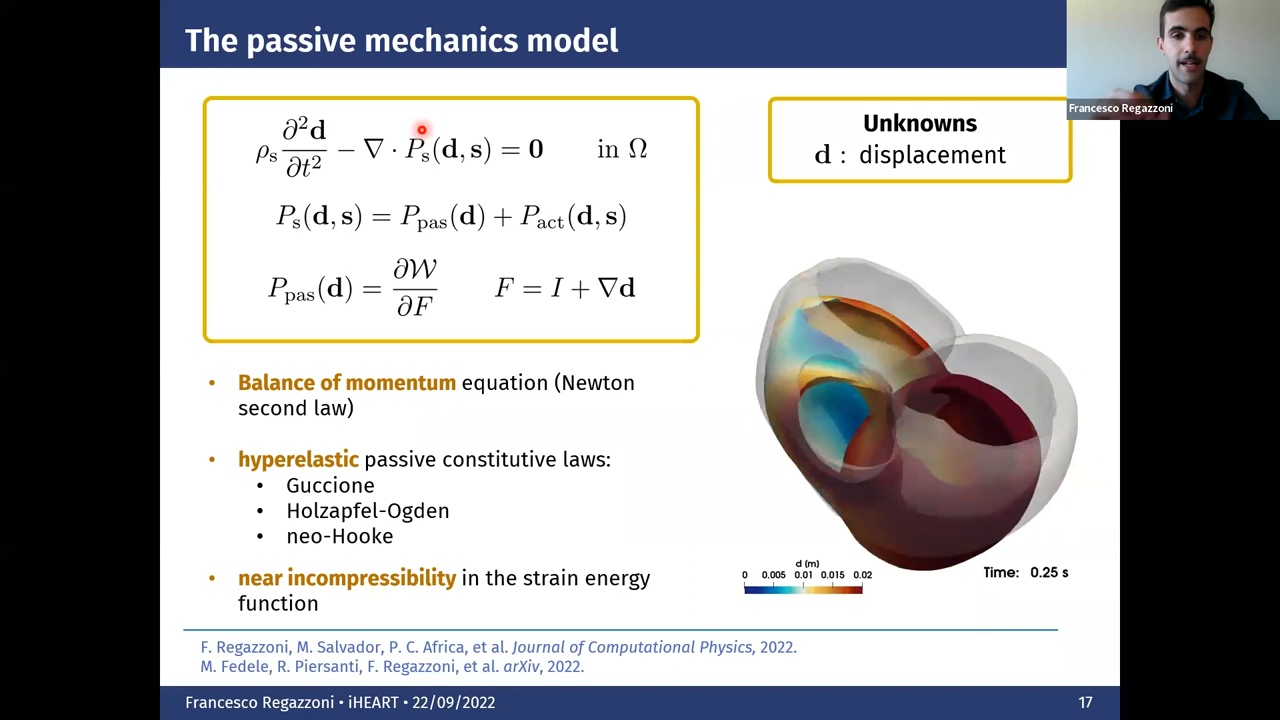 The passive mechanics model
Francesco Regazzoni
ρ_s ∂²d/∂t² − ∇ · P_s(d, s) = 0 in Ω
P_s(d, s) = P_pas(d) + P_act(d, s)
P_pas(d) = ∂𝒲/∂F F = I + ∇d
Unknowns
d : displacement
• Balance of momentum equation (Newton
second law)
• hyperelastic passive constitutive laws:
• Guccione
• Holzapfel-Ogden
• neo-Hooke
• near incompressibility in the strain energy
function
d (m)
0 0.005 0.01 0.015 0.02
Time: 0.25 s
F. Regazzoni, M. Salvador, P. C. Africa, et al. Journal of Computational Physics, 2022.
M. Fedele, R. Piersanti, F. Regazzoni, et al. arXiv, 2022.
Francesco Regazzoni • iHEART • 22/09/2022
17